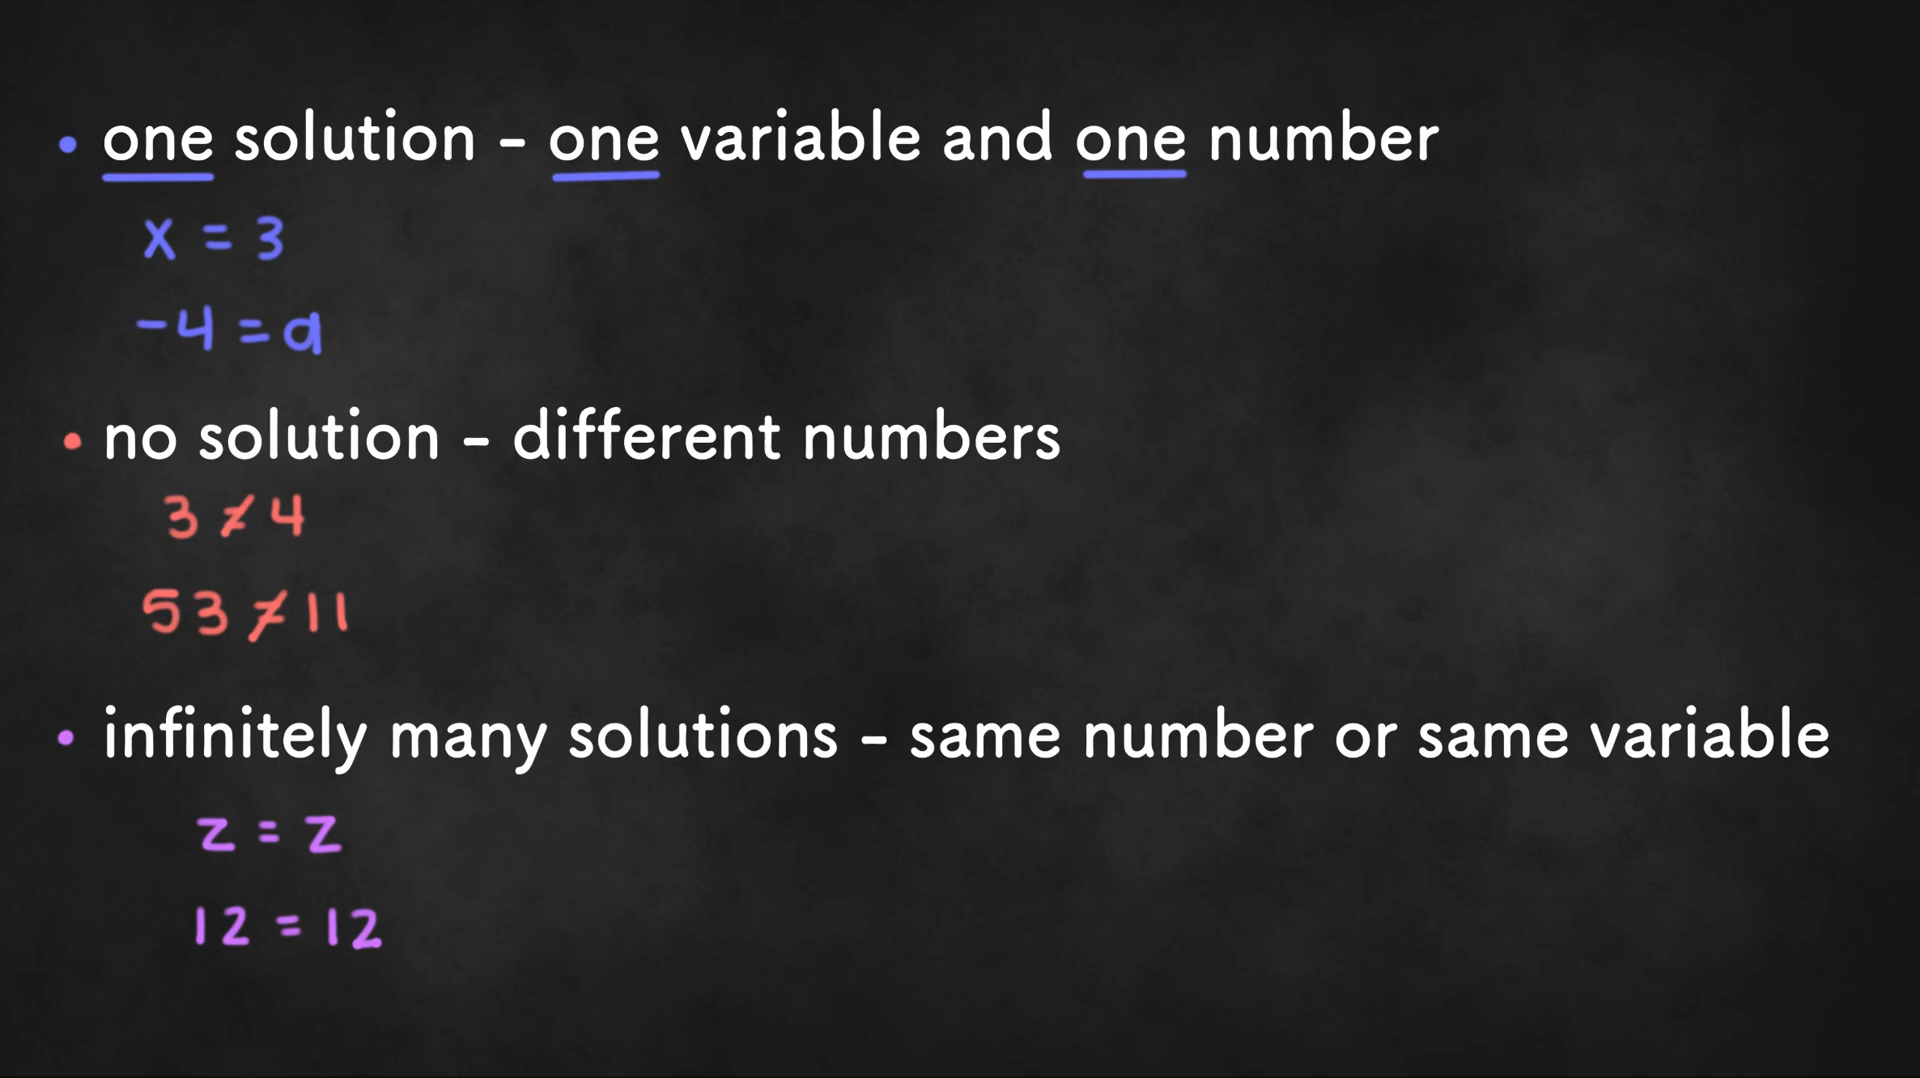 • one solution - one variable and one number
x = 3
-4 = a
• no solution - different numbers
3 ≠ 4
53 ≠ 11
• infinitely many solutions - same number or same variable
z = z
12 = 12